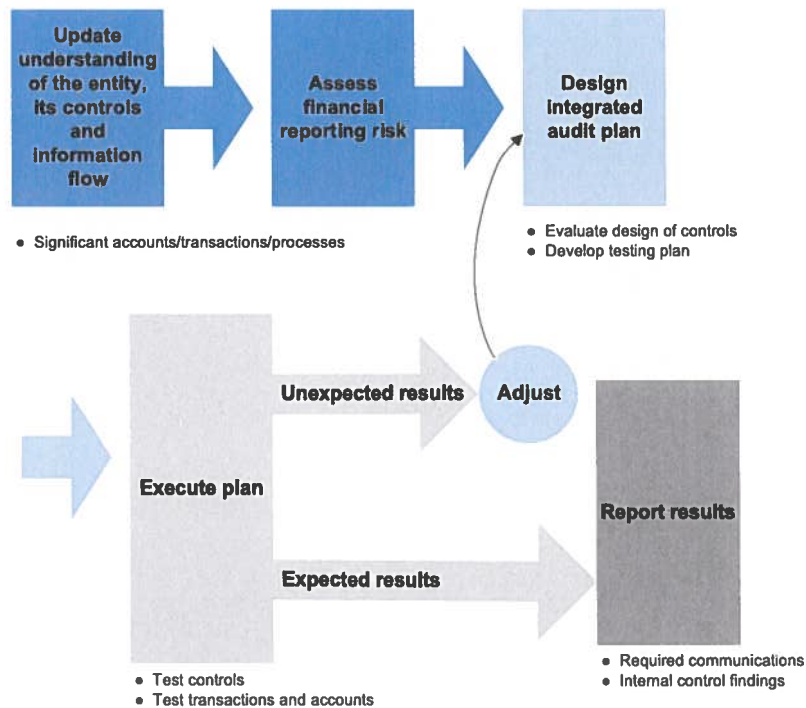 Update
understanding
of the entity,
its controls
and
information
flow
Assess
financial
reporting risk
Design
integrated
audit plan
● Significant accounts/transactions/processes
● Evaluate design of controls
● Develop testing plan
Unexpected results
Adjust
Execute plan
Report results
Expected results
● Test controls
● Test transactions and accounts
● Required communications
● Internal control findings